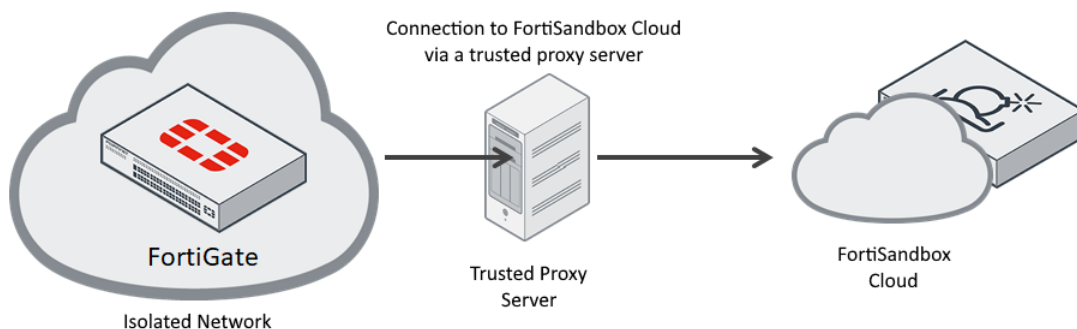 Connection to FortiSandbox Cloud
via a trusted proxy server
FortiGate
Isolated Network
Trusted Proxy
Server
FortiSandbox
Cloud